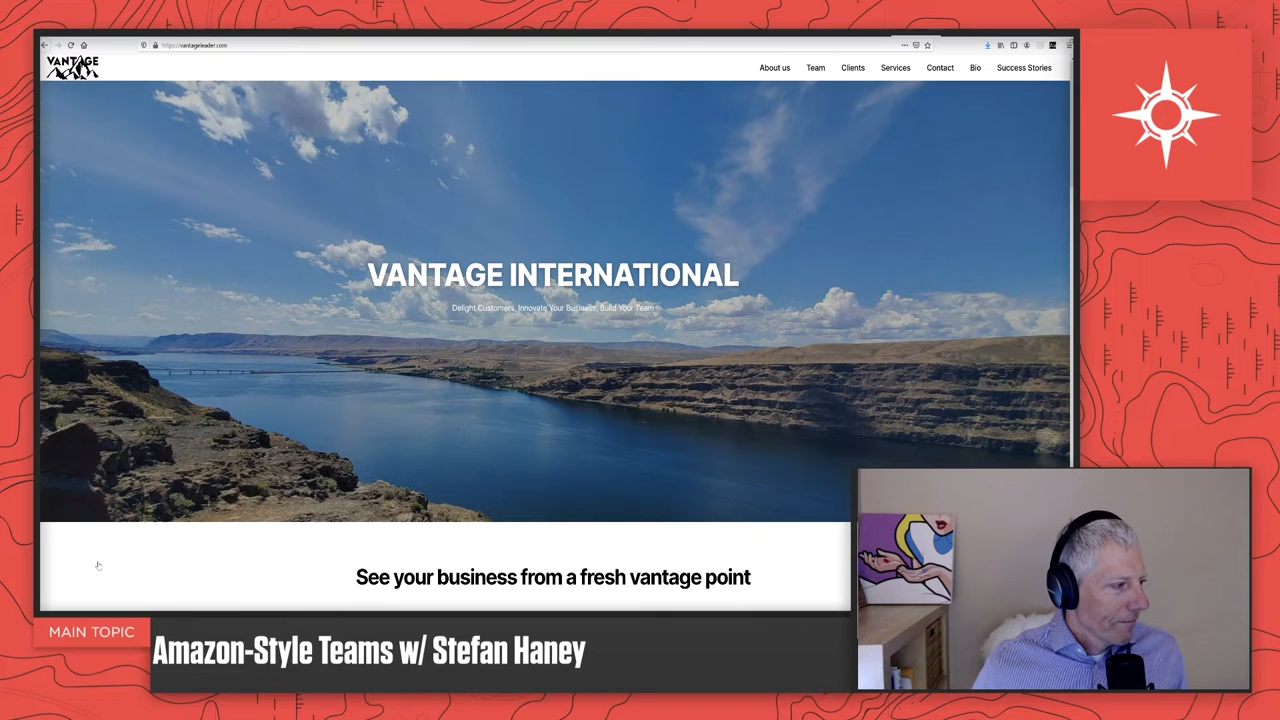 https://vantageleader.com
VANTAGE
About us Team Clients Services Contact Bio Success Stories
VANTAGE INTERNATIONAL
Delight Customers, Innovate Your Business, Build Your Team
See your business from a fresh vantage point
MAIN TOPIC
Amazon-Style Teams w/ Stefan Haney